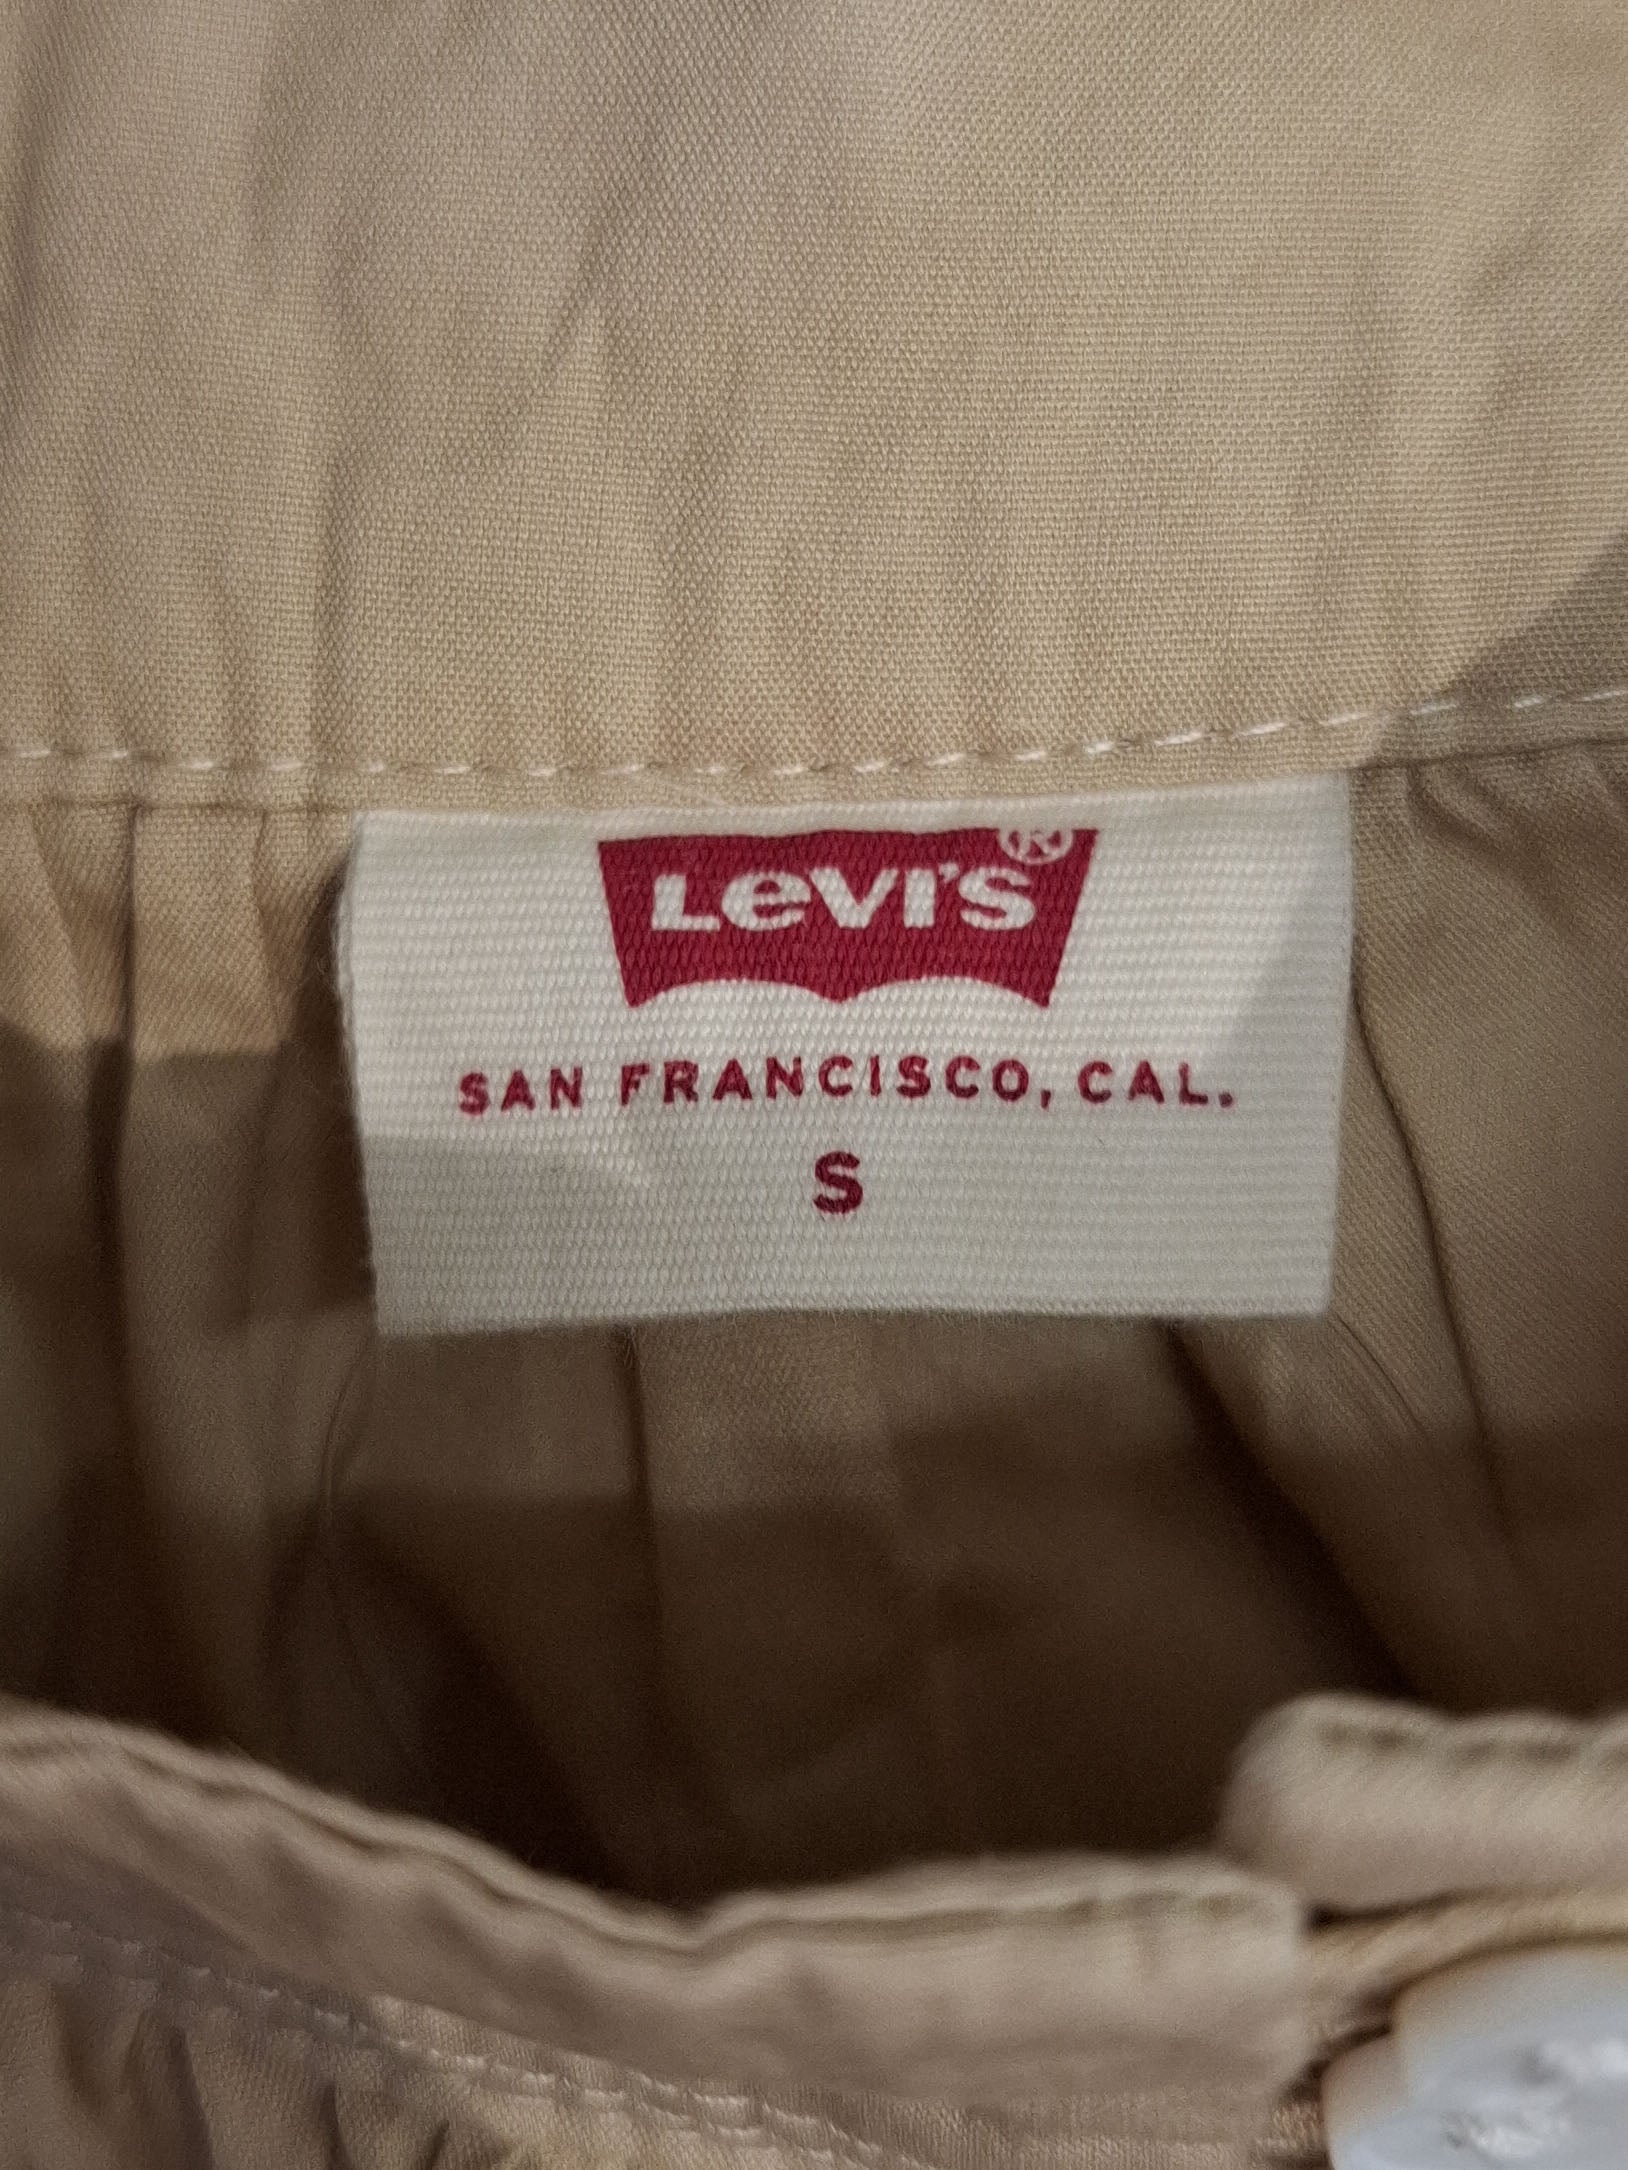 Levi's®
SAN FRANCISCO, CAL.
S